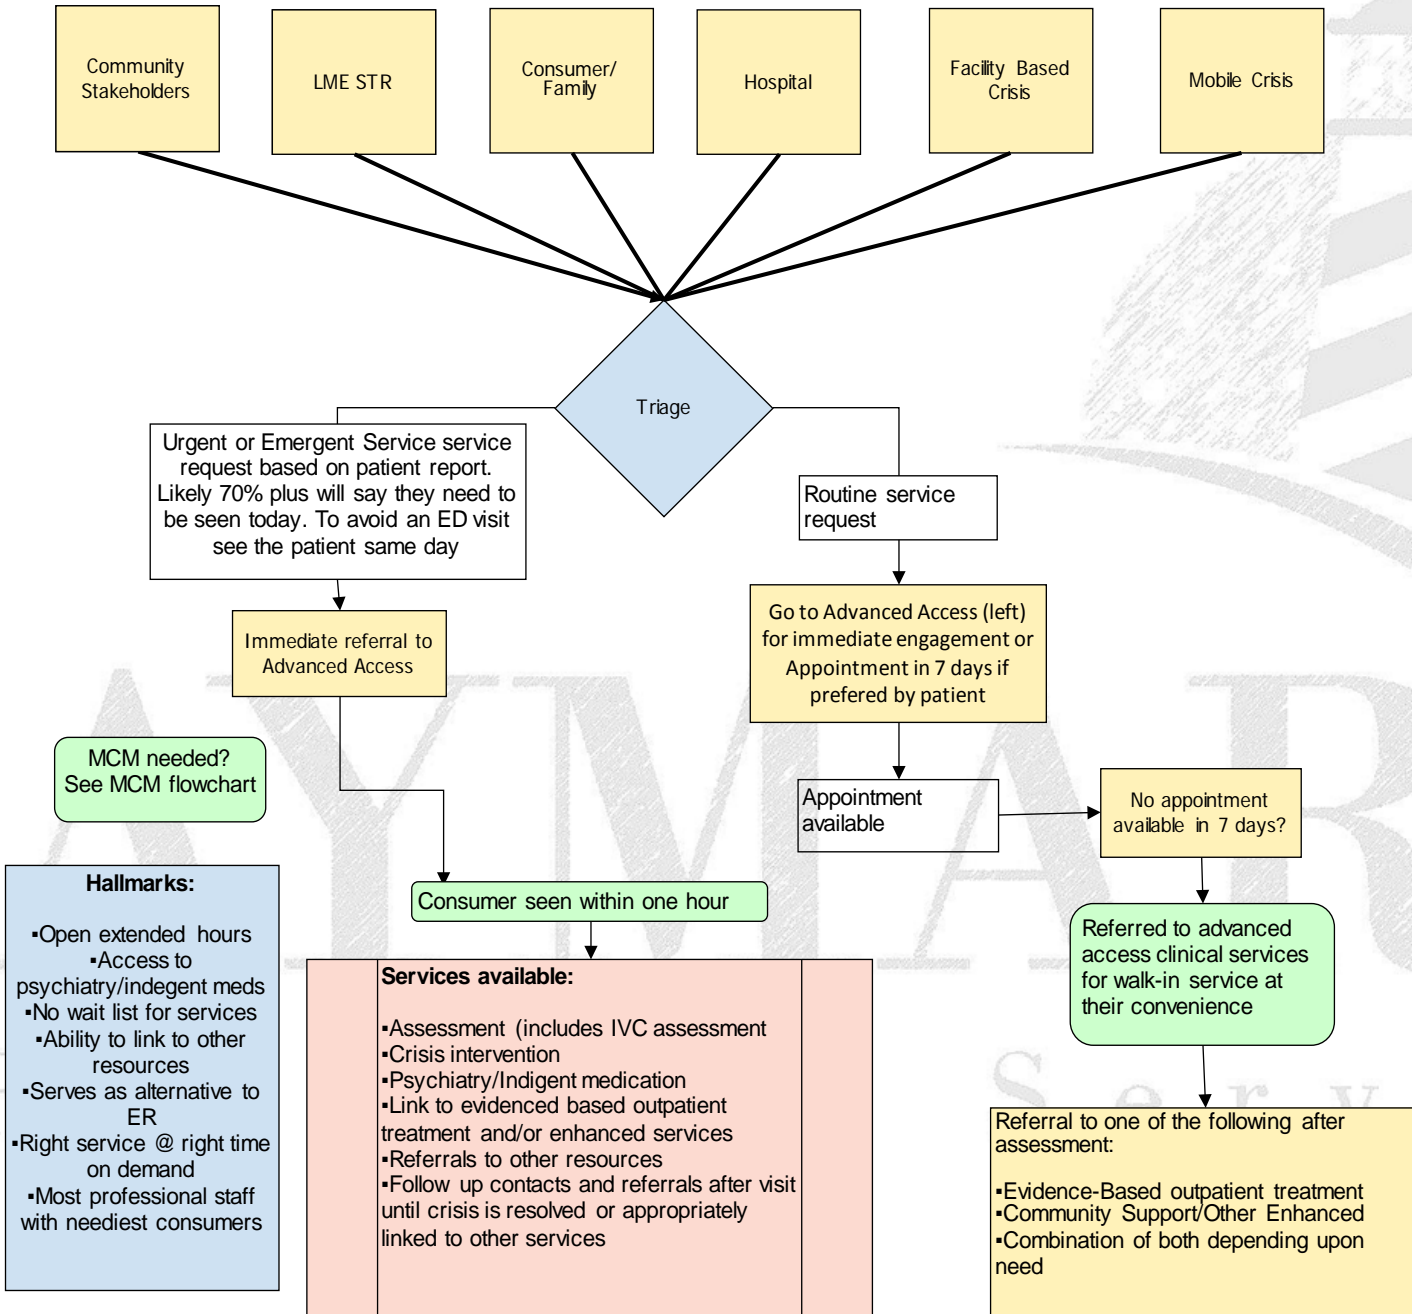 Community
Stakeholders
LME STR
Consumer/
Family
Hospital
Facility Based
Crisis
Mobile Crisis
Triage
Urgent or Emergent Service service
request based on patient report.
Likely 70% plus will say they need to
be seen today. To avoid an ED visit
see the patient same day
Routine service
request
Immediate referral to
Advanced Access
Go to Advanced Access (left)
for immediate engagement or
Appointment in 7 days if
prefered by patient
MCM needed?
See MCM flowchart
Appointment
available
No appointment
available in 7 days?
Hallmarks:
▪Open extended hours
▪Access to
psychiatry/indegent meds
▪No wait list for services
▪Ability to link to other
resources
▪Serves as alternative to
ER
▪Right service @ right time
on demand
▪Most professional staff
with neediest consumers
Consumer seen within one hour
Services available:
▪Assessment (includes IVC assessment
▪Crisis intervention
▪Psychiatry/Indigent medication
▪Link to evidenced based outpatient
treatment and/or enhanced services
▪Referrals to other resources
▪Follow up contacts and referrals after visit
until crisis is resolved or appropriately
linked to other services
Referred to advanced
access clinical services
for walk-in service at
their convenience
Referral to one of the following after
assessment:
▪Evidence-Based outpatient treatment
▪Community Support/Other Enhanced
▪Combination of both depending upon
need
AYMAR
Serv